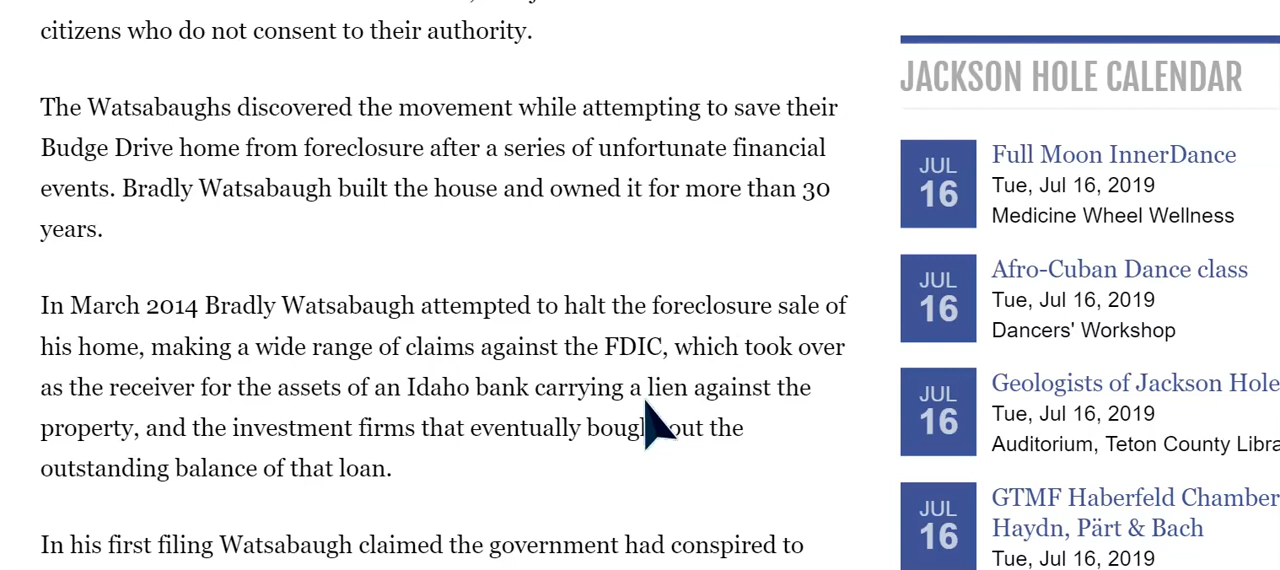 citizens who do not consent to their authority.
The Watsabaughs discovered the movement while attempting to save their
Budge Drive home from foreclosure after a series of unfortunate financial
events. Bradly Watsabaugh built the house and owned it for more than 30
years.
In March 2014 Bradly Watsabaugh attempted to halt the foreclosure sale of
his home, making a wide range of claims against the FDIC, which took over
as the receiver for the assets of an Idaho bank carrying a lien against the
property, and the investment firms that eventually bought out the
outstanding balance of that loan.
In his first filing Watsabaugh claimed the government had conspired to
JACKSON HOLE CALENDAR
JUL
16
Full Moon InnerDance
Tue, Jul 16, 2019
Medicine Wheel Wellness
JUL
16
Afro-Cuban Dance class
Tue, Jul 16, 2019
Dancers' Workshop
JUL
16
Geologists of Jackson Hole
Tue, Jul 16, 2019
Auditorium, Teton County Libra
JUL
16
GTMF Haberfeld Chamber
Haydn, Pärt & Bach
Tue, Jul 16, 2019